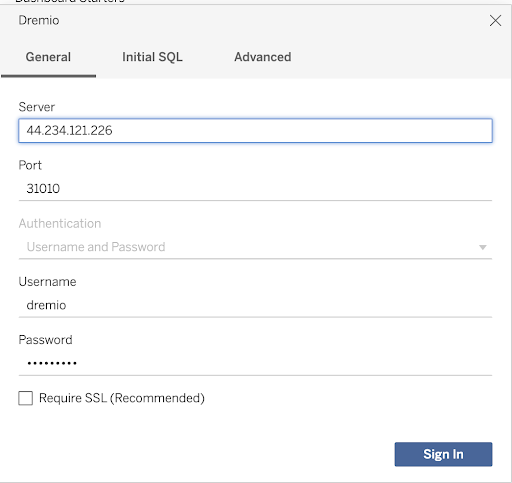 Dashboard Starters
Dremio
General Initial SQL Advanced
Server
44.234.121.226
Port
31010
Authentication
Username and Password
Username
dremio
Password
•••••••••
Require SSL (Recommended)
Sign In